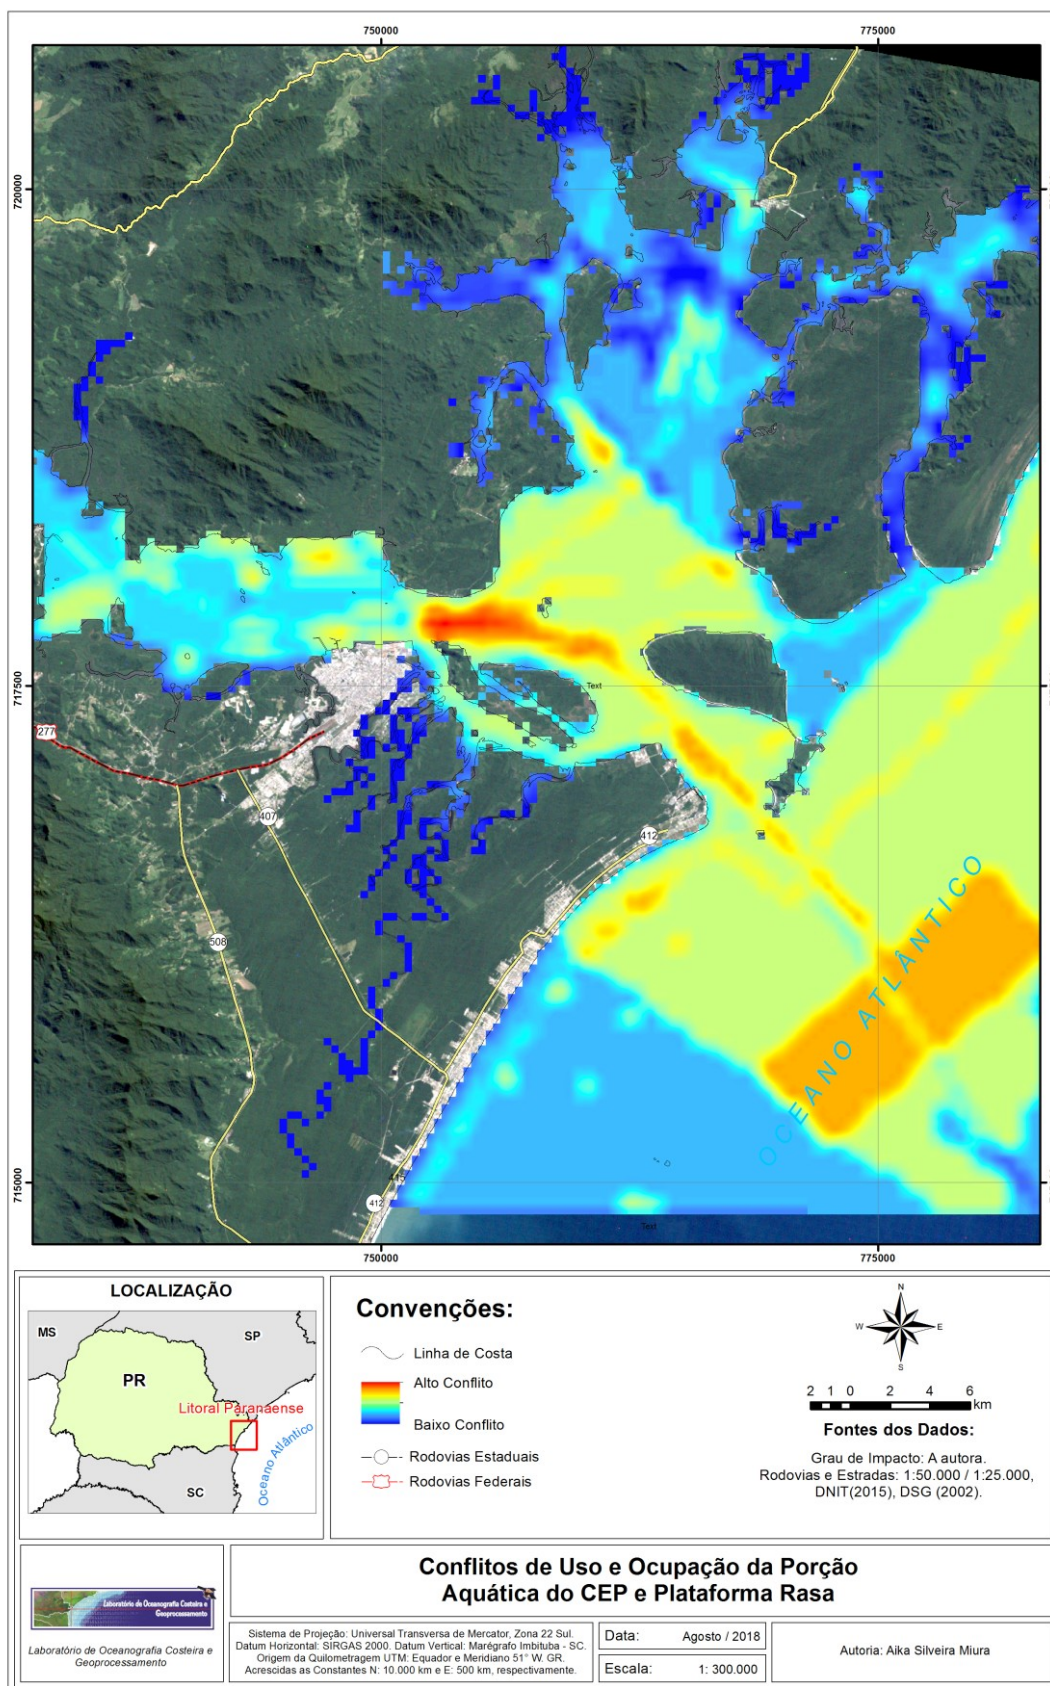 750000
775000
720000
717500
715000
277
407
508
412
412
Text
OCEANO ATLÂNTICO
Text
750000
775000
LOCALIZAÇÃO
MS
SP
PR
Litoral Paranaense
Oceano Atlântico
SC
Convenções:
Linha de Costa
Alto Conflito
Baixo Conflito
Rodovias Estaduais
Rodovias Federais
N
W
E
S
2 1 0 2 4 6
km
Fontes dos Dados:
Grau de Impacto: A autora.
Rodovias e Estradas: 1:50.000 / 1:25.000,
DNIT(2015), DSG (2002).
Laboratório de Oceanografia Costeira e
Geoprocessamento
Laboratório de Oceanografia Costeira e
Geoprocessamento
Conflitos de Uso e Ocupação da Porção
Aquática do CEP e Plataforma Rasa
Sistema de Projeção: Universal Transversa de Mercator, Zona 22 Sul.
Datum Horizontal: SIRGAS 2000. Datum Vertical: Marégrafo Imbituba - SC.
Origem da Quilometragem UTM: Equador e Meridiano 51° W. GR.
Acrescidas as Constantes N: 10.000 km e E: 500 km, respectivamente.
Data: Agosto / 2018
Escala: 1: 300.000
Autoria: Aika Silveira Miura